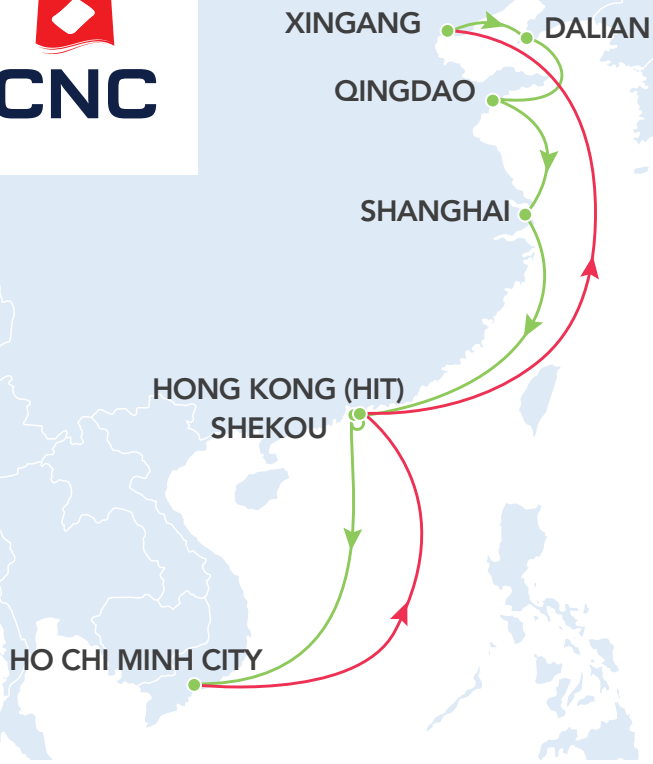 XINGANG
DALIAN
CNC
QINGDAO
SHANGHAI
HONG KONG (HIT)
SHEKOU
HO CHI MINH CITY